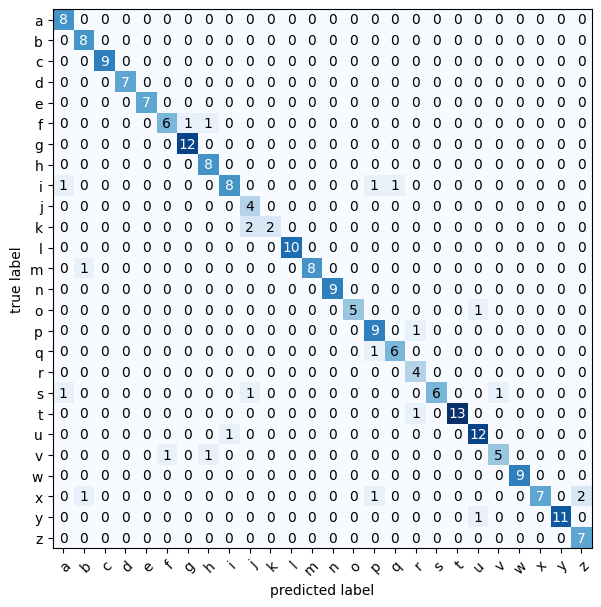 a 8 0 0 0 0 0 0 0 0 0 0 0 0 0 0 0 0 0 0 0 0 0 0 0 0 0
b 0 8 0 0 0 0 0 0 0 0 0 0 0 0 0 0 0 0 0 0 0 0 0 0 0 0
c 0 0 9 0 0 0 0 0 0 0 0 0 0 0 0 0 0 0 0 0 0 0 0 0 0 0
d 0 0 0 7 0 0 0 0 0 0 0 0 0 0 0 0 0 0 0 0 0 0 0 0 0 0
e 0 0 0 0 7 0 0 0 0 0 0 0 0 0 0 0 0 0 0 0 0 0 0 0 0 0
f 0 0 0 0 0 6 1 1 0 0 0 0 0 0 0 0 0 0 0 0 0 0 0 0 0 0
g 0 0 0 0 0 0 12 0 0 0 0 0 0 0 0 0 0 0 0 0 0 0 0 0 0 0
h 0 0 0 0 0 0 0 8 0 0 0 0 0 0 0 0 0 0 0 0 0 0 0 0 0 0
i 1 0 0 0 0 0 0 0 8 0 0 0 0 0 0 1 1 0 0 0 0 0 0 0 0 0
j 0 0 0 0 0 0 0 0 0 4 0 0 0 0 0 0 0 0 0 0 0 0 0 0 0 0
k 0 0 0 0 0 0 0 0 0 2 2 0 0 0 0 0 0 0 0 0 0 0 0 0 0 0
l 0 0 0 0 0 0 0 0 0 0 0 10 0 0 0 0 0 0 0 0 0 0 0 0 0 0
m 0 1 0 0 0 0 0 0 0 0 0 0 8 0 0 0 0 0 0 0 0 0 0 0 0 0
n 0 0 0 0 0 0 0 0 0 0 0 0 0 9 0 0 0 0 0 0 0 0 0 0 0 0
o 0 0 0 0 0 0 0 0 0 0 0 0 0 0 5 0 0 0 0 0 1 0 0 0 0 0
p 0 0 0 0 0 0 0 0 0 0 0 0 0 0 0 9 0 1 0 0 0 0 0 0 0 0
q 0 0 0 0 0 0 0 0 0 0 0 0 0 0 0 1 6 0 0 0 0 0 0 0 0 0
r 0 0 0 0 0 0 0 0 0 0 0 0 0 0 0 0 0 4 0 0 0 0 0 0 0 0
s 1 0 0 0 0 0 0 0 0 1 0 0 0 0 0 0 0 0 6 0 0 1 0 0 0 0
t 0 0 0 0 0 0 0 0 0 0 0 0 0 0 0 0 0 1 0 13 0 0 0 0 0 0
u 0 0 0 0 0 0 0 0 1 0 0 0 0 0 0 0 0 0 0 0 12 0 0 0 0 0
v 0 0 0 0 0 1 0 1 0 0 0 0 0 0 0 0 0 0 0 0 0 5 0 0 0 0
w 0 0 0 0 0 0 0 0 0 0 0 0 0 0 0 0 0 0 0 0 0 0 9 0 0 0
x 0 1 0 0 0 0 0 0 0 0 0 0 0 0 0 1 0 0 0 0 0 0 0 7 0 2
y 0 0 0 0 0 0 0 0 0 0 0 0 0 0 0 0 0 0 0 0 1 0 0 0 11 0
z 0 0 0 0 0 0 0 0 0 0 0 0 0 0 0 0 0 0 0 0 0 0 0 0 0 7
true label
a b c d e f g h i j k l m n o p q r s t u v w x y z
predicted label